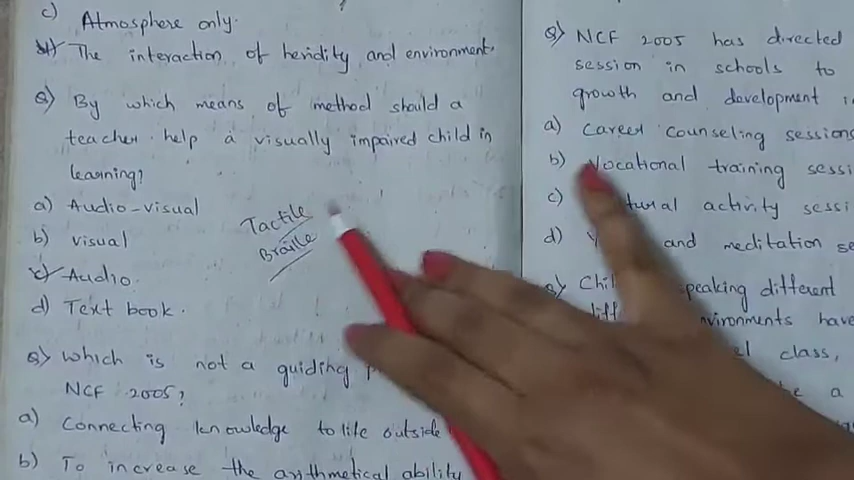 c) Atmosphere only.
d) The interaction of heridity and environment.
Q) By which means of method should a
teacher help a visually impaired child in
learning?
a) Audio-visual
b) visual
c) Audio.
d) Text book.
Tactile
Braille
Q) which is not a guiding
NCF 2005?
a) Connecting knowledge to life outside
b) To increase the arithmetical ability
Q) NCF 2005 has directed
session in schools to
growth and development
a) career counseling sessions
b) Vocational training sessi
c) tural activity sessi
d) Y and meditation se
Q) Chil speaking different
diff nvironments have
el class,
a